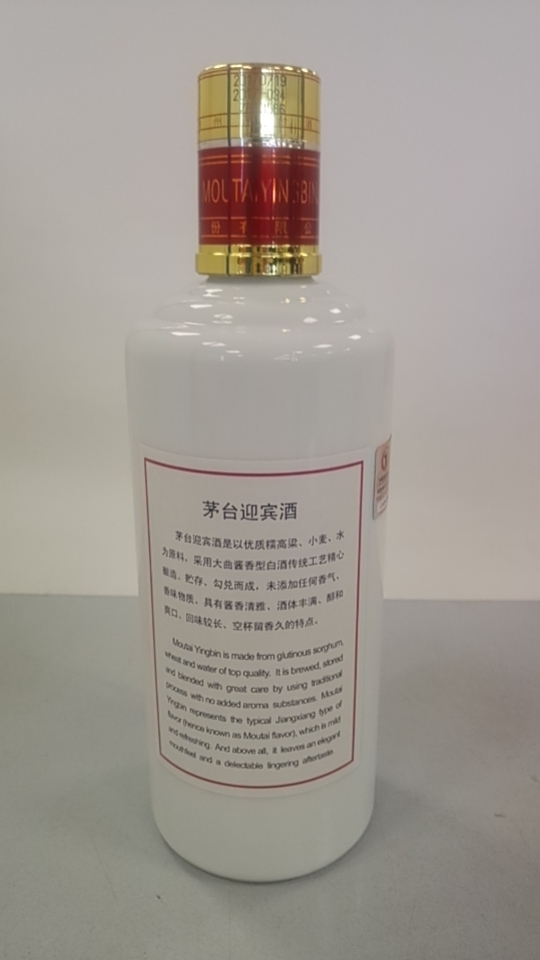 MOUTAI YINGBIN
份有限公
茅台迎宾酒
茅台迎宾酒是以优质糯高粱、小麦、水
为原料，采用大曲酱香型白酒传统工艺精心
酿造、贮存、勾兑而成，未添加任何香气、
香味物质。具有酱香清雅、酒体丰满、醇和
爽口、回味较长、空杯留香久的特点。
Moutai Yingbin is made from glutinous sorghum,
wheat and water of top quality. It is brewed, stored
and blended with great care by using traditional
process with no added aroma substances. Moutai
Yingbin represents the typical Jiangxiang type of
flavor (hence known as Moutai flavor), which is mild
and refreshing. And above all, it leaves an elegant
mouthfeel and a delectable lingering aftertaste.